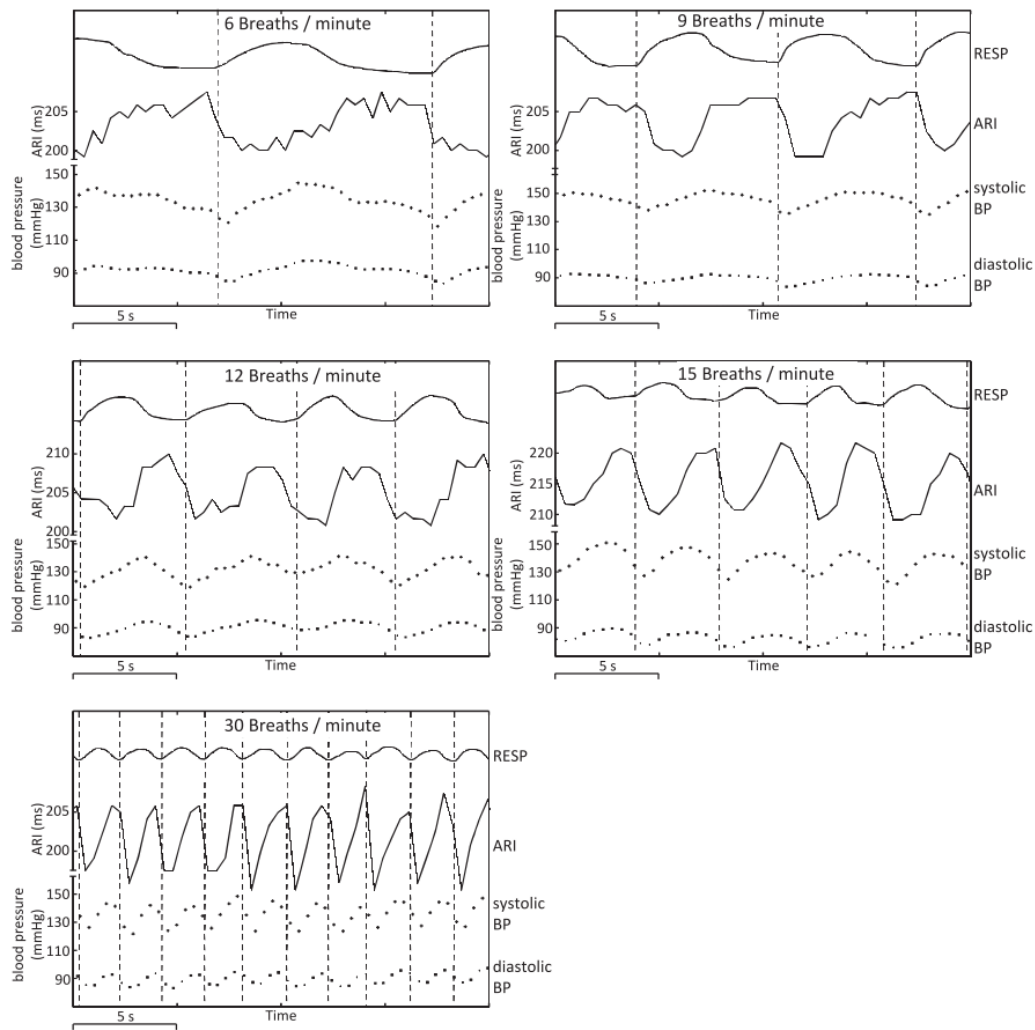 6 Breaths / minute
ARI (ms)
205
200
blood pressure
(mmHg)
150
130
110
90
Time
5 s
9 Breaths / minute
RESP
205
200
ARI
ARI (ms)
blood pressure
(mmHg)
150
130
110
90
systolic
BP
diastolic
BP
Time
5 s
12 Breaths / minute
ARI (ms)
210
205
200
blood pressure
(mmHg)
150
130
110
90
Time
5 s
15 Breaths / minute
RESP
ARI (ms)
220
215
210
ARI
blood pressure
(mmHg)
150
130
110
90
systolic
BP
diastolic
BP
Time
5 s
30 Breaths / minute
RESP
ARI (ms)
205
200
ARI
blood pressure
(mmHg)
150
130
110
90
systolic
BP
diastolic
BP
Time
5 s